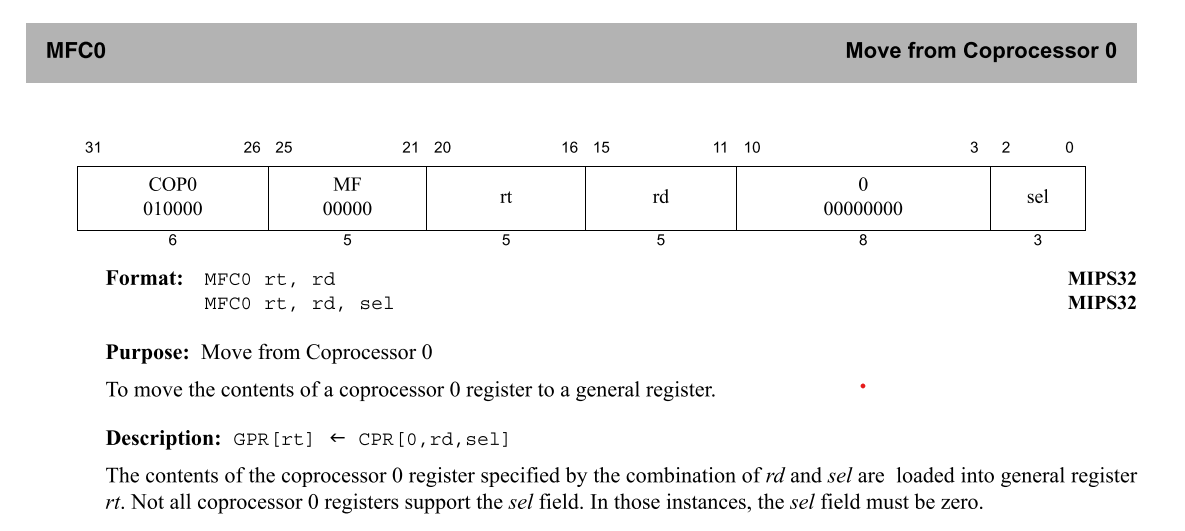 MFC0 Move from Coprocessor 0
31 26 25 21 20 16 15 11 10 3 2 0
COP0 MF 0
rt rd sel
010000 00000 00000000
6 5 5 5 8 3
Format: MFC0 rt, rd MIPS32
MFC0 rt, rd, sel MIPS32
Purpose: Move from Coprocessor 0
To move the contents of a coprocessor 0 register to a general register.
Description: GPR[rt] ← CPR[0,rd,sel]
The contents of the coprocessor 0 register specified by the combination of rd and sel are loaded into general register
rt. Not all coprocessor 0 registers support the sel field. In those instances, the sel field must be zero.